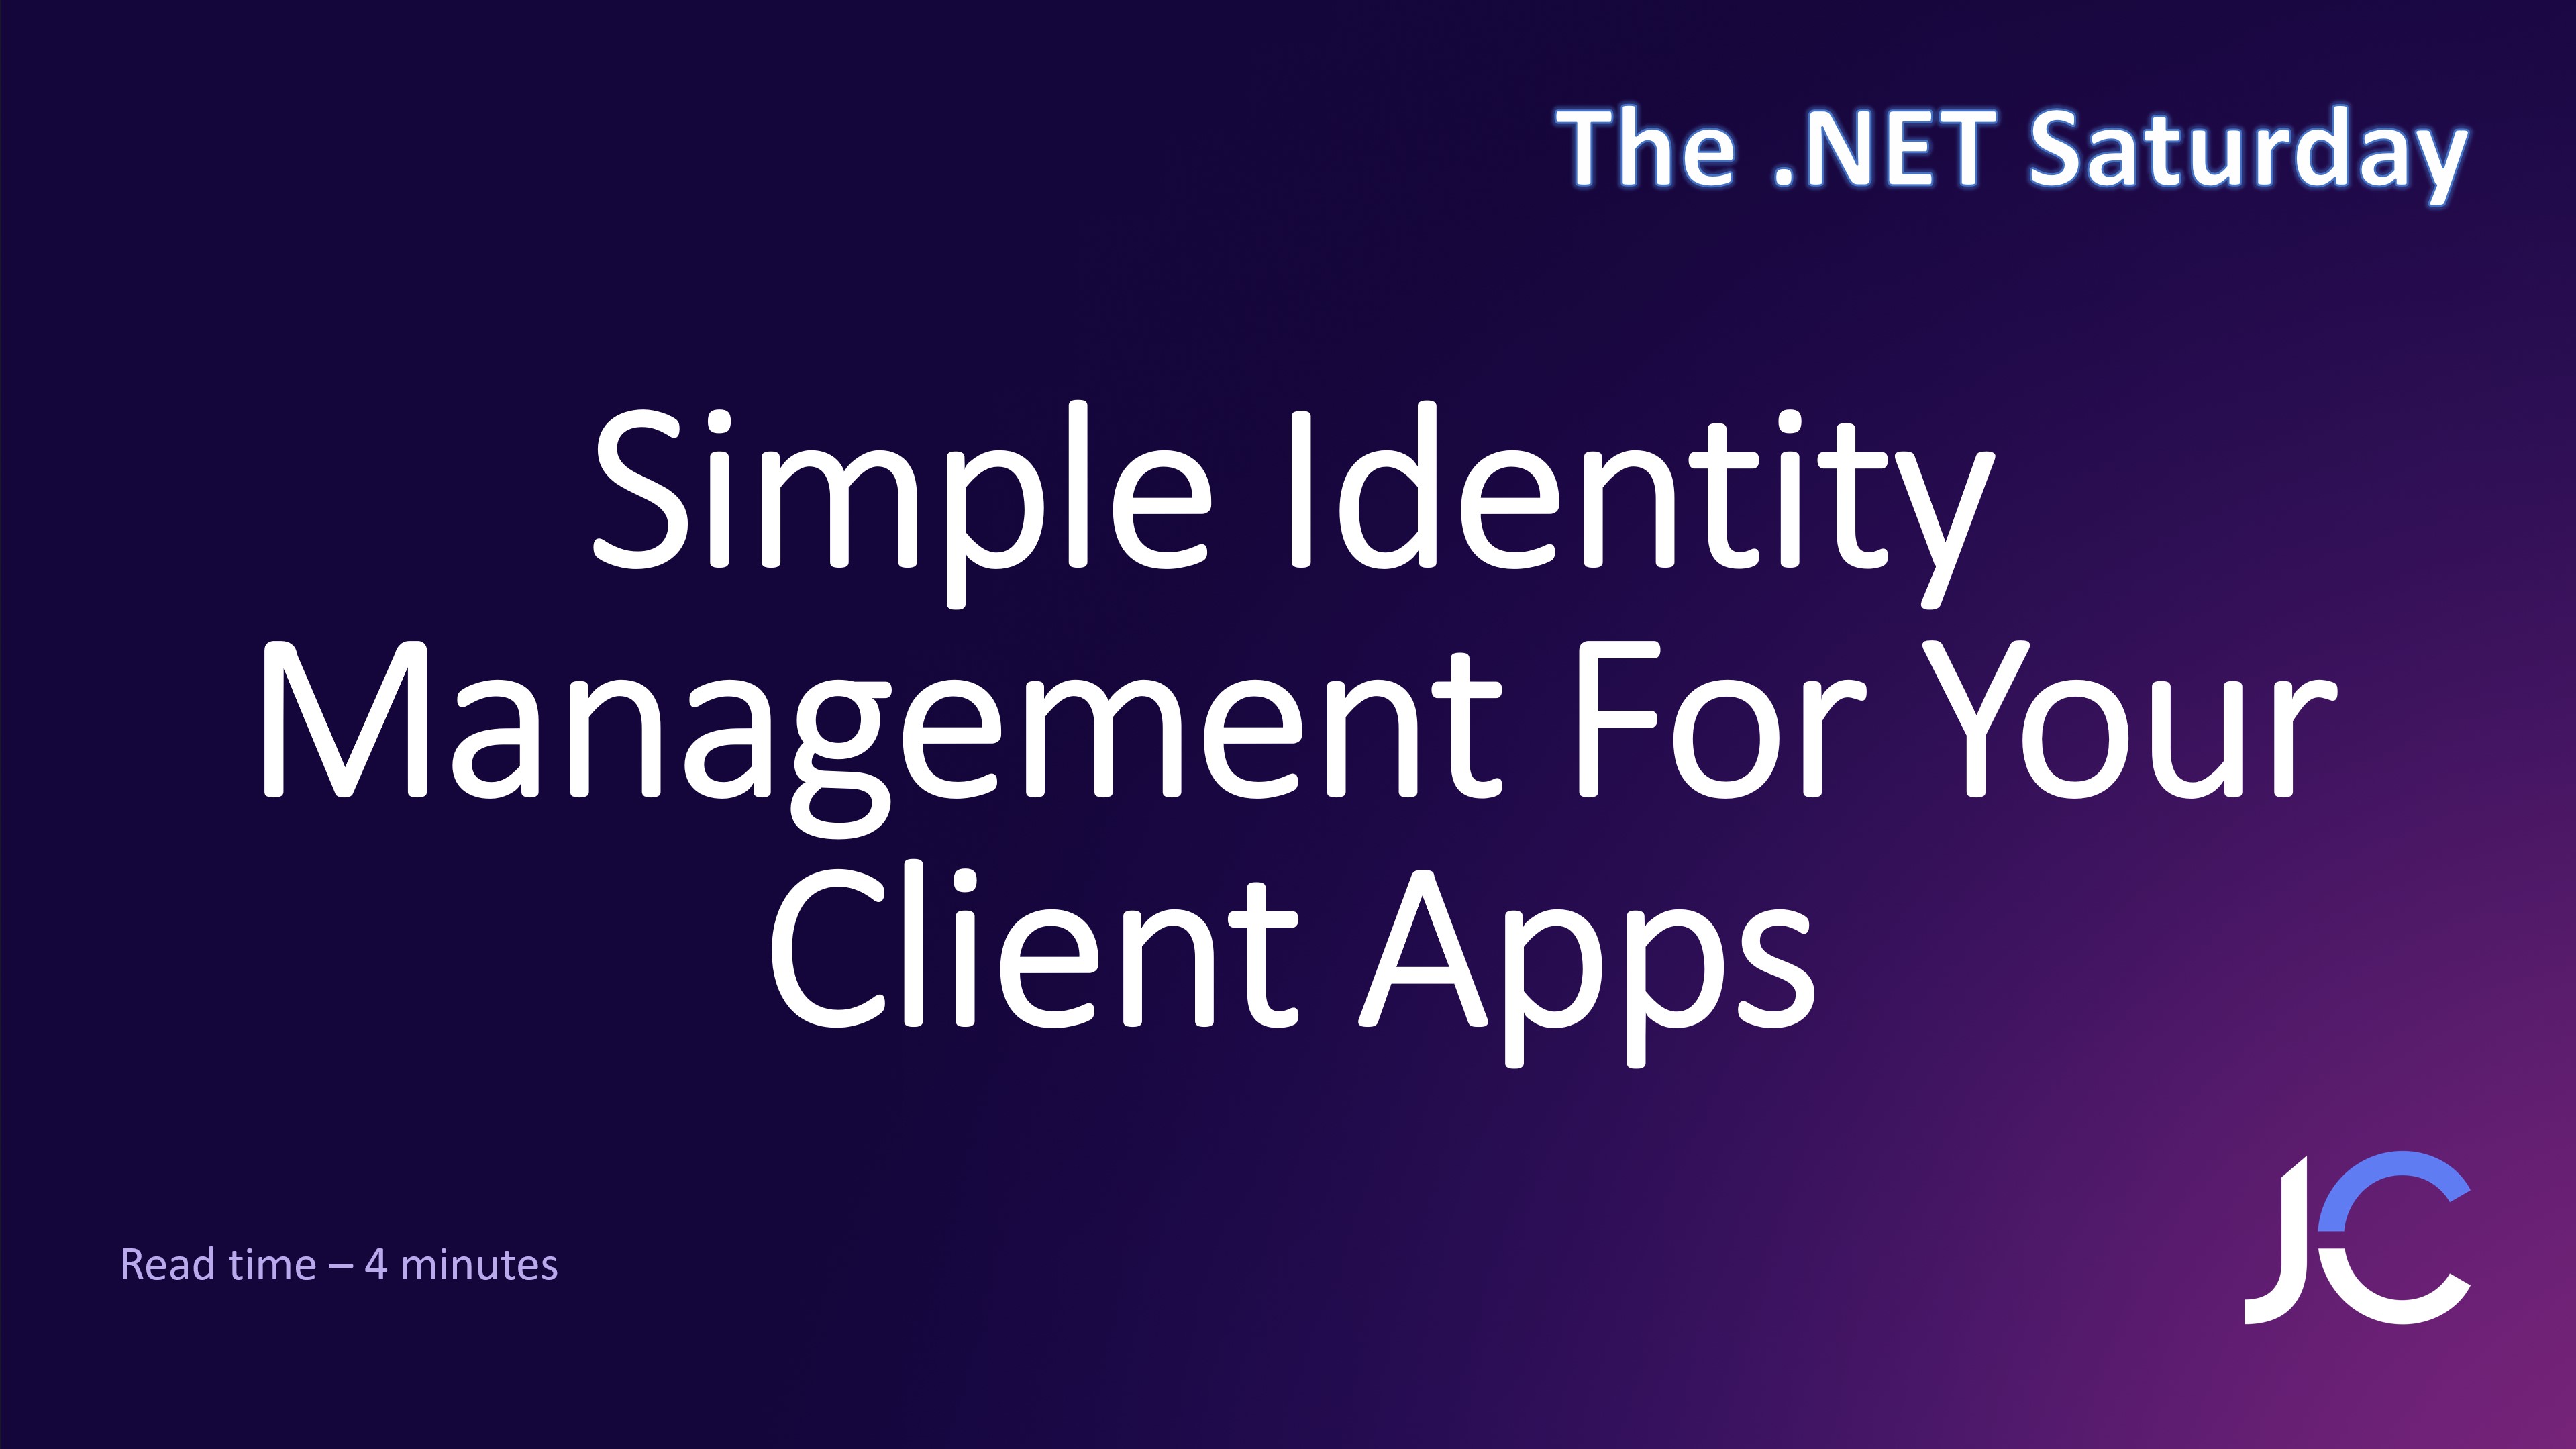 The .NET Saturday
Simple Identity
Management For Your
Client Apps
Read time – 4 minutes
JC